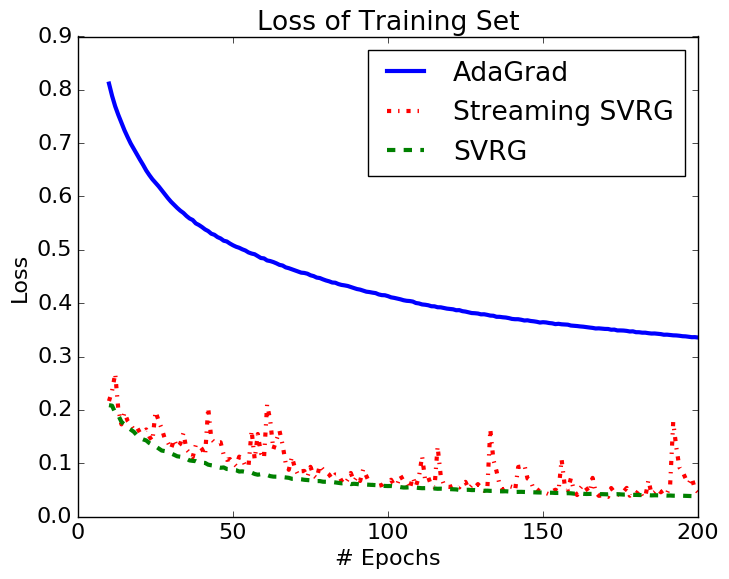 Loss of Training Set
0.9
0.8
0.7
0.6
0.5
0.4
0.3
0.2
0.1
0.0
Loss
AdaGrad
Streaming SVRG
SVRG
0 50 100 150 200
# Epochs